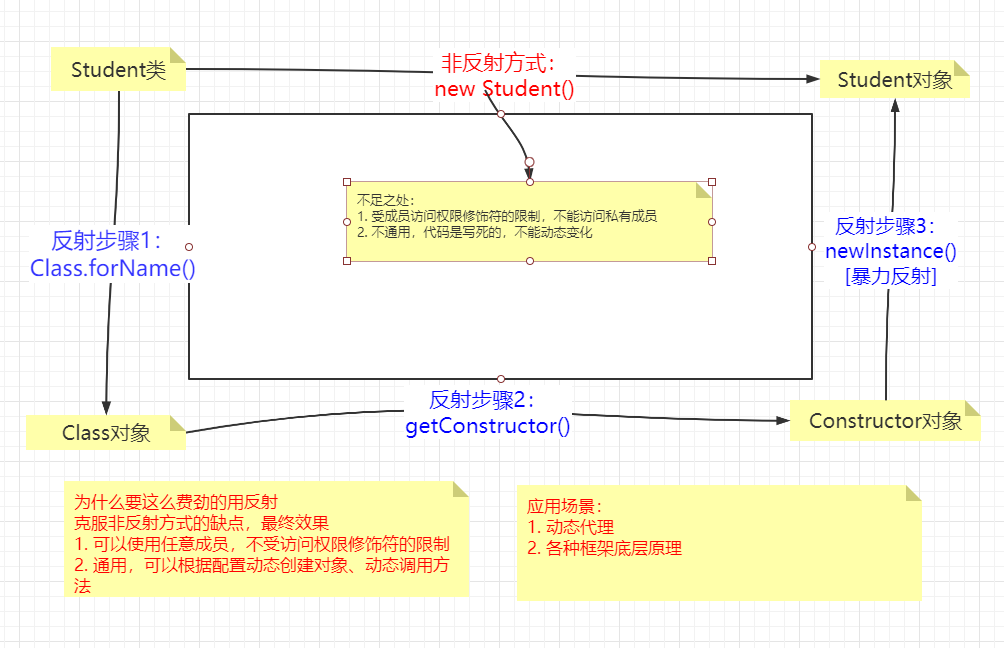 Student类
非反射方式：
new Student()
Student对象
不足之处：
1. 受成员访问权限修饰符的限制，不能访问私有成员
2. 不通用，代码是写死的，不能动态变化
反射步骤1：
Class.forName()
反射步骤3：
newInstance()
[暴力反射]
反射步骤2：
getConstructor()
Class对象
Constructor对象
为什么要这么费劲的用反射
克服非反射方式的缺点，最终效果
1. 可以使用任意成员，不受访问权限修饰符的限制
2. 通用，可以根据配置动态创建对象、动态调用方
法
应用场景：
1. 动态代理
2. 各种框架底层原理